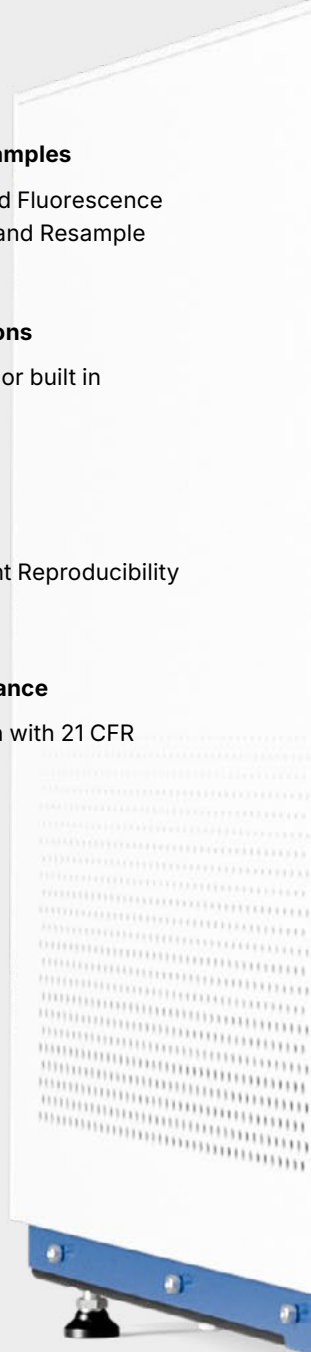 amples
d Fluorescence
and Resample
ons
or built in
nt Reproducibility
ance
n with 21 CFR